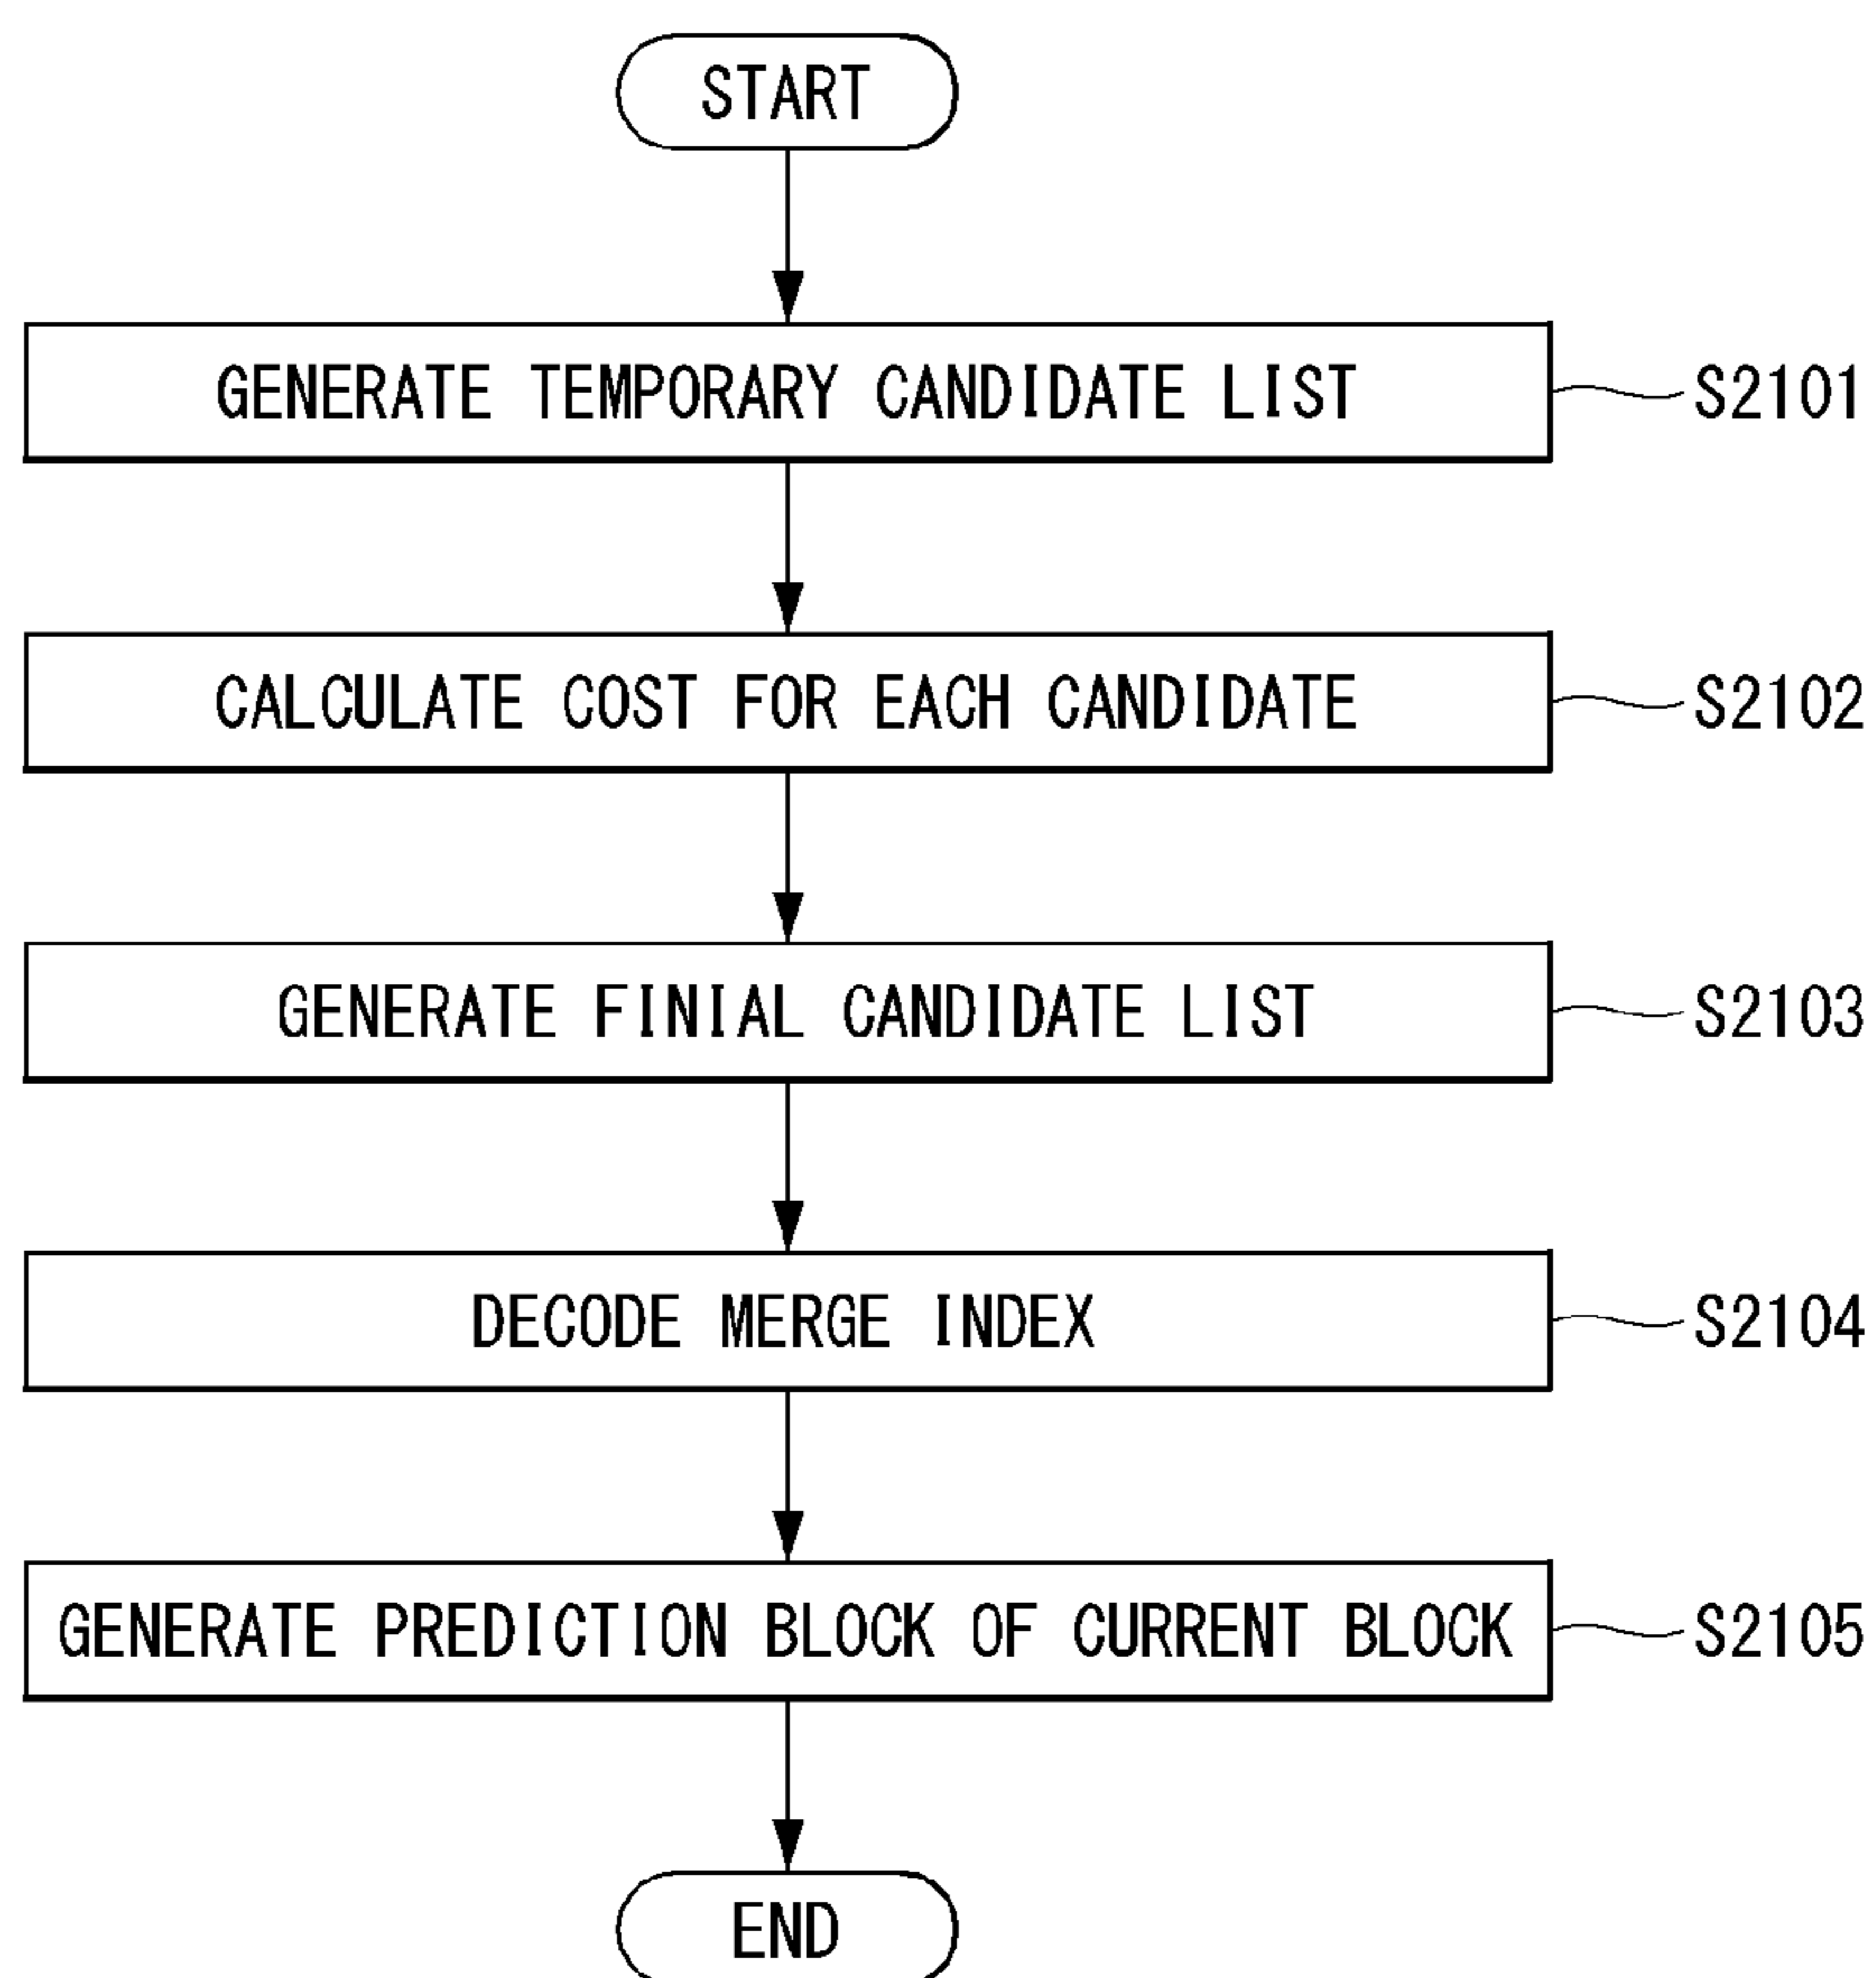 START
GENERATE TEMPORARY CANDIDATE LIST S2101
CALCULATE COST FOR EACH CANDIDATE S2102
GENERATE FINIAL CANDIDATE LIST S2103
DECODE MERGE INDEX S2104
GENERATE PREDICTION BLOCK OF CURRENT BLOCK S2105
END